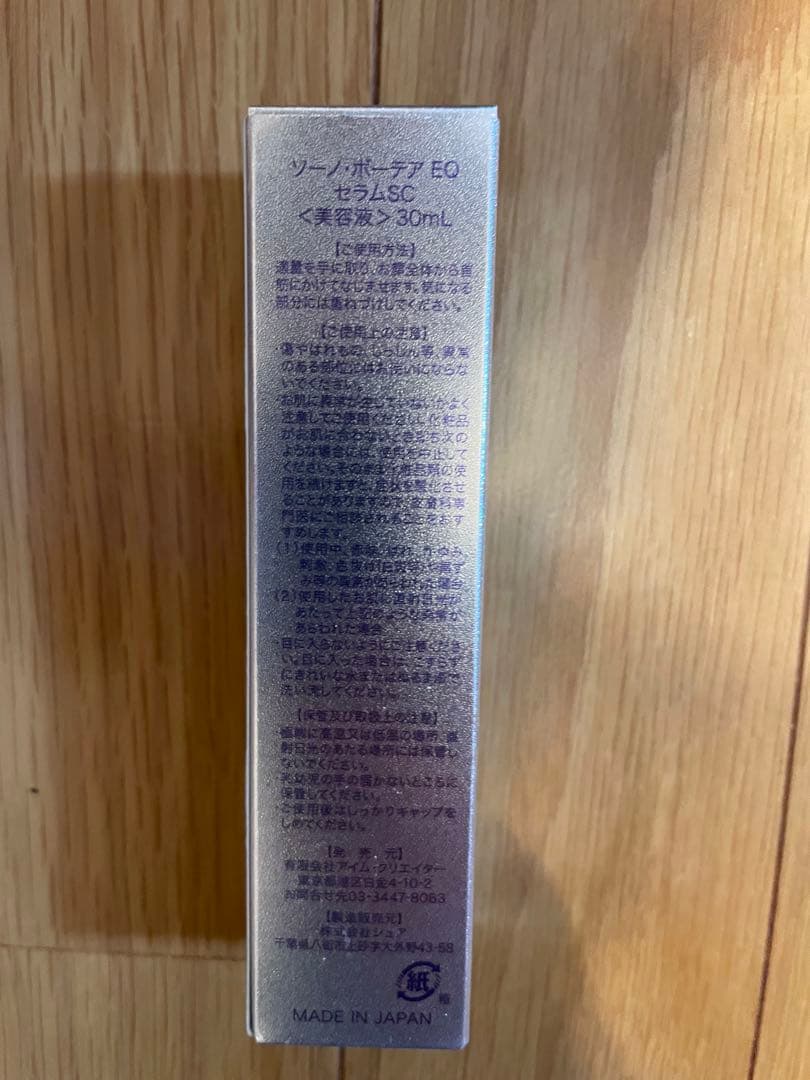 ソーノ・ボーテア EQ
セラムSC
＜美容液＞30mL
【ご使用方法】
適量を手に取り、お顔全体から首
筋にかけてなじませます。気になる
部分には重ねづけしてください。
【ご使用上の注意】
・傷やはれもの、しっしん等、異常
のある部位にはお使いにならな
いでください。
・お肌に異常が生じていないかよく
注意してご使用ください。化粧品
がお肌に合わないとき即ち次の
ような場合には、使用を中止して
ください。そのまま化粧品類の使
用を続けますと、症状を悪化させ
ることがありますので、皮膚科専
門医にご相談されることをおす
すめします。
(1)使用中、赤味、はれ、かゆみ、
刺激、色抜け(白斑等)や黒ず
み等の異常があらわれた場合
(2)使用したお肌に直射日光が
あたって上記のような異常が
あらわれた場合
・目に入らないようにご注意くださ
い。目に入った場合は、こすらず
にきれいな水またはぬるま湯で
洗い流してください。
【保管及び取扱上の注意】
・極端に高温又は低温の場所、直
射日光のあたる場所には保管し
ないでください。
・乳幼児の手の届かないところに
保管してください。
・ご使用後はしっかりキャップを
しめてください。
【発 売 元】
有限会社アイム・クリエイター
東京都港区白金4-10-2
お問合せ先03-3447-8083
【製造販売元】
株式会社シュア
千葉県八街市上砂字大外野43-58
紙
箱
MADE IN JAPAN